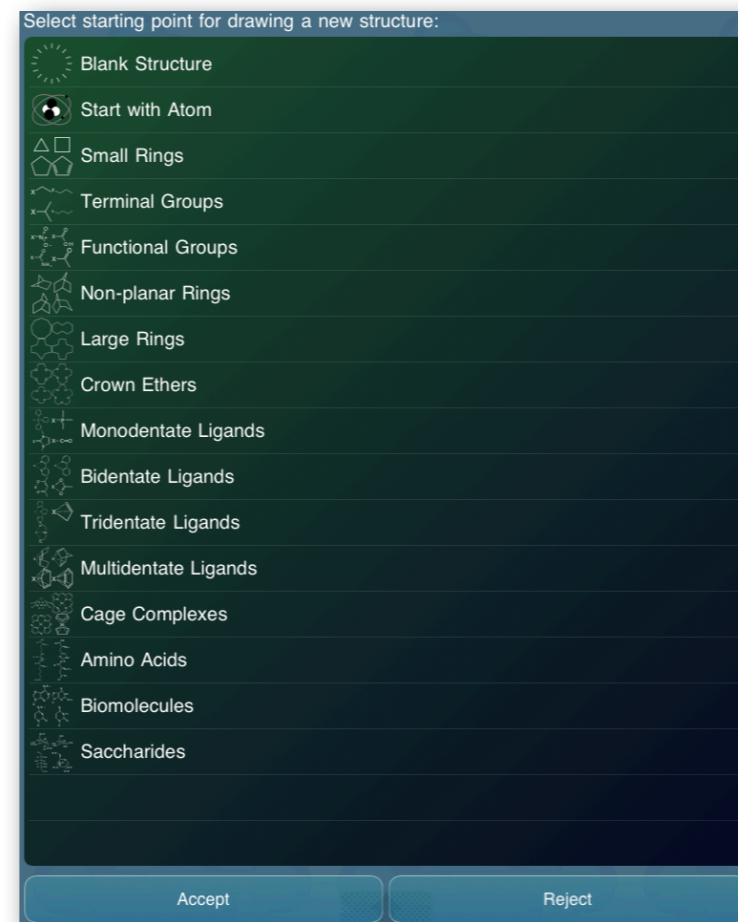 Select starting point for drawing a new structure:
Blank Structure
Start with Atom
Small Rings
Terminal Groups
Functional Groups
Non-planar Rings
Large Rings
Crown Ethers
Monodentate Ligands
Bidentate Ligands
Tridentate Ligands
Multidentate Ligands
Cage Complexes
Amino Acids
Biomolecules
Saccharides
Accept Reject